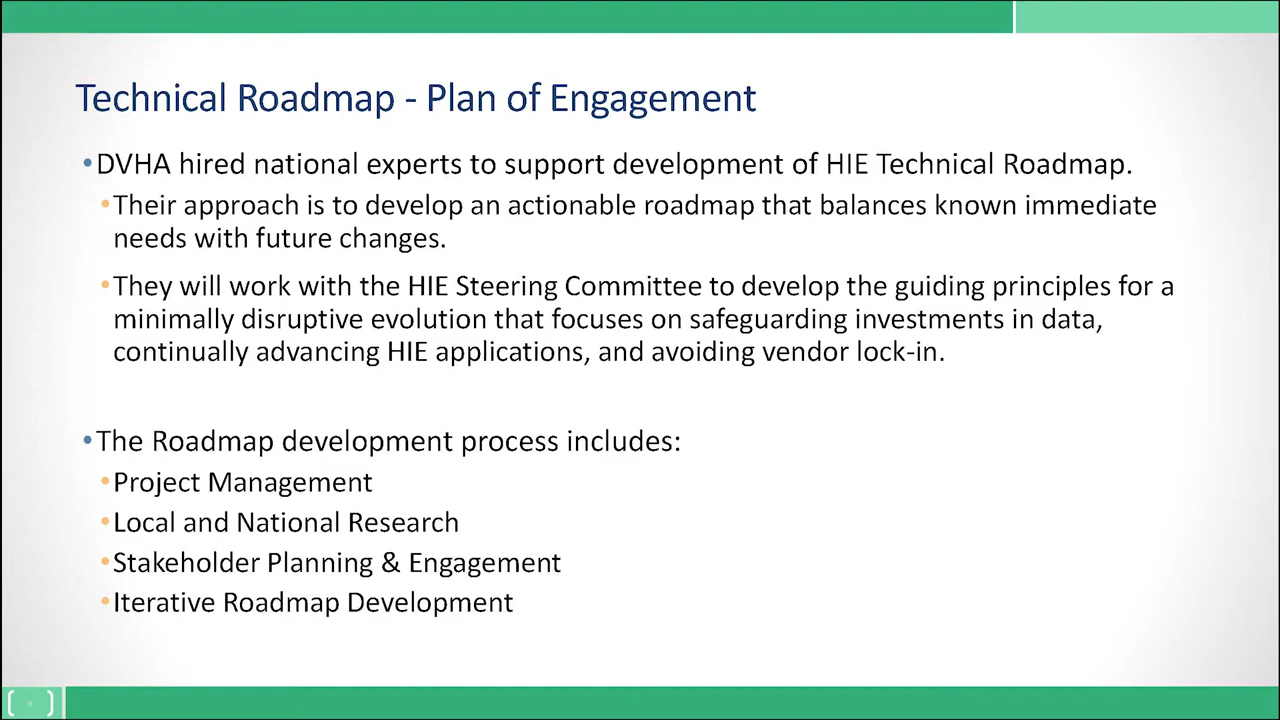 Technical Roadmap - Plan of Engagement
•DVHA hired national experts to support development of HIE Technical Roadmap.
•Their approach is to develop an actionable roadmap that balances known immediate
needs with future changes.
•They will work with the HIE Steering Committee to develop the guiding principles for a
minimally disruptive evolution that focuses on safeguarding investments in data,
continually advancing HIE applications, and avoiding vendor lock-in.
•The Roadmap development process includes:
•Project Management
•Local and National Research
•Stakeholder Planning & Engagement
•Iterative Roadmap Development